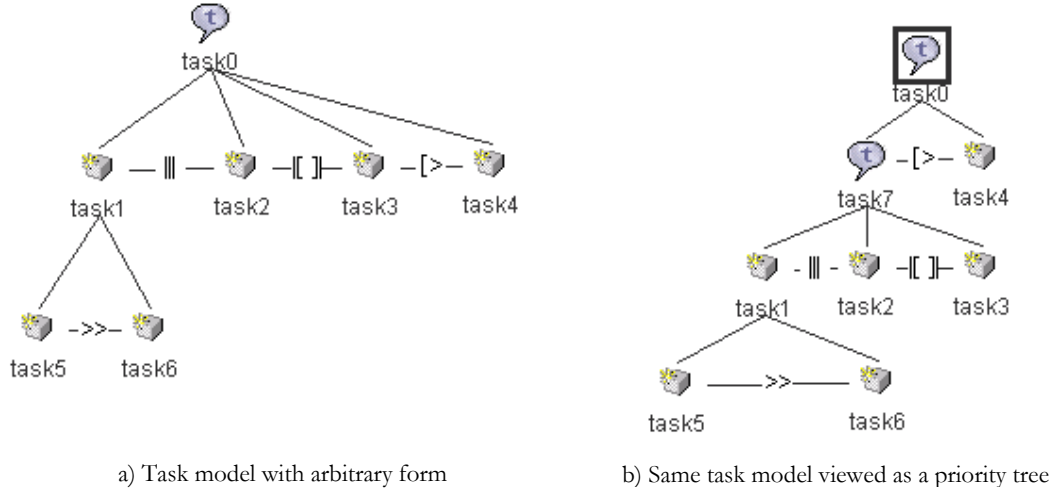 t
task0
||| |[ ]| [>
task1 task2 task3 task4
>>
task5 task6
a) Task model with arbitrary form
t
task0
t [>
task7 task4
||| |[ ]|
task1 task2 task3
>>
task5 task6
b) Same task model viewed as a priority tree